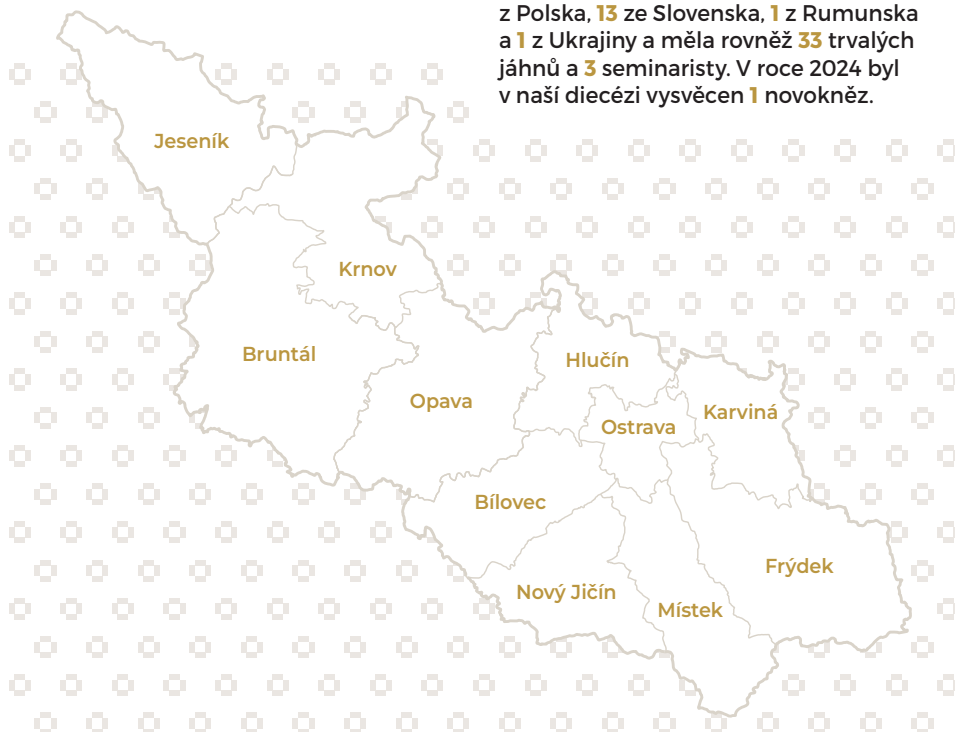 z Polska, 13 ze Slovenska, 1 z Rumunska
a 1 z Ukrajiny a měla rovněž 33 trvalých
jáhnů a 3 seminaristy. V roce 2024 byl
v naší diecézi vysvěcen 1 novokněz.
Jeseník
Krnov
Bruntál
Hlučín
Opava
Karviná
Ostrava
Bílovec
Frýdek
Nový Jičín
Místek